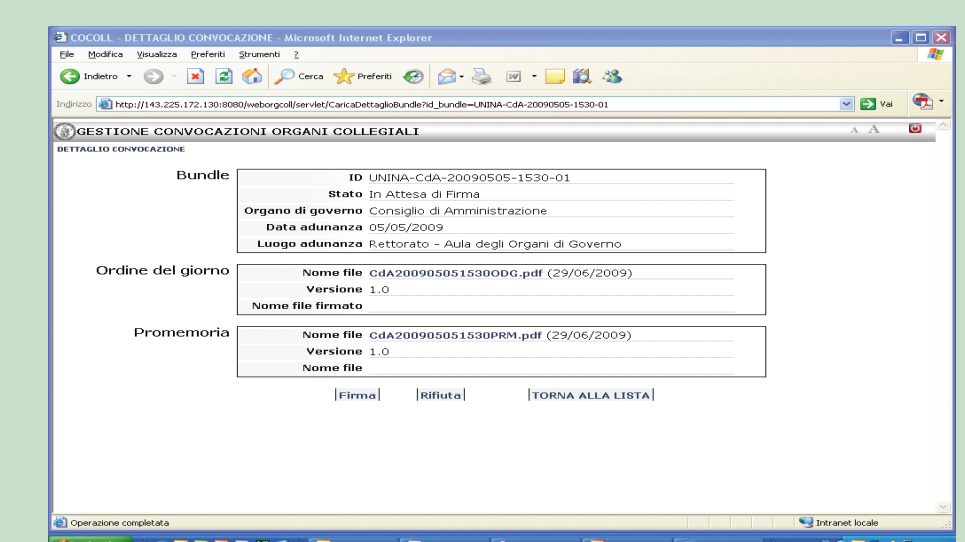 COCOLL - DETTAGLIO CONVOCAZIONE - Microsoft Internet Explorer
File Modifica Visualizza Preferiti Strumenti ?
Indietro Cerca Preferiti
Indirizzo http://143.225.172.130:8080/weborgcoll/servlet/CaricaDettaglioBundle?id_bundle=UNINA-CdA-20090505-1530-01 Vai
GESTIONE CONVOCAZIONI ORGANI COLLEGIALI A A
DETTAGLIO CONVOCAZIONE
Bundle ID UNINA-CdA-20090505-1530-01
Stato In Attesa di Firma
Organo di governo Consiglio di Amministrazione
Data adunanza 05/05/2009
Luogo adunanza Rettorato - Aula degli Organi di Governo
Ordine del giorno Nome file CdA200905051530ODG.pdf (29/06/2009)
Versione 1.0
Nome file firmato
Promemoria Nome file CdA200905051530PRM.pdf (29/06/2009)
Versione 1.0
Nome file
Firma Rifiuta TORNA ALLA LISTA
Operazione completata Intranet locale